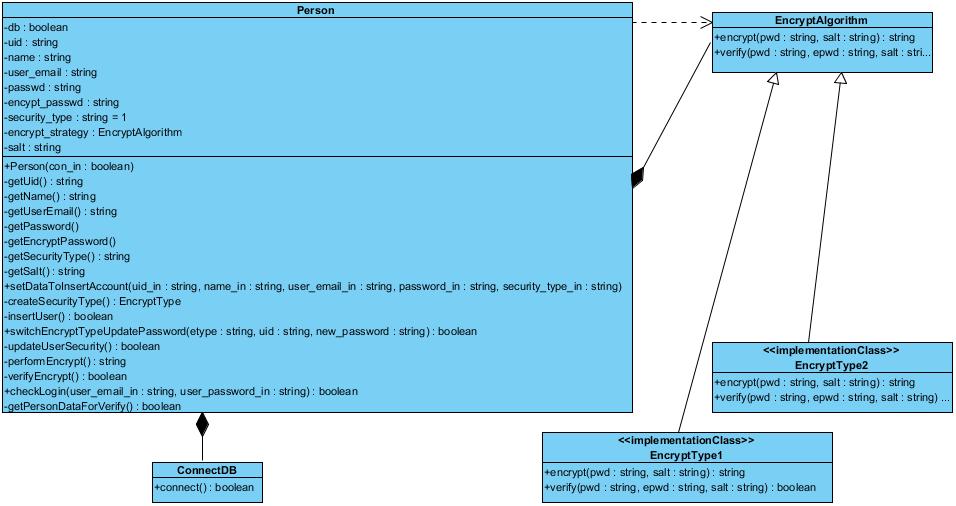 Person
-db : boolean
-uid : string
-name : string
-user_email : string
-passwd : string
-encypt_passwd : string
-security_type : string = 1
-encrypt_strategy : EncryptAlgorithm
-salt : string
+Person(con_in : boolean)
-getUid() : string
-getName() : string
-getUserEmail() : string
-getPassword()
-getEncryptPassword()
-getSecurityType() : string
-getSalt() : string
+setDataToInsertAccount(uid_in : string, name_in : string, user_email_in : string, password_in : string, security_type_in : string)
-createSecurityType() : EncryptType
-insertUser() : boolean
+switchEncryptTypeUpdatePassword(etype : string, uid : string, new_password : string) : boolean
-updateUserSecurity() : boolean
-performEncrypt() : string
-verifyEncrypt() : boolean
+checkLogin(user_email_in : string, user_password_in : string) : boolean
-getPersonDataForVerify() : boolean
EncryptAlgorithm
+encrypt(pwd : string, salt : string) : string
+verify(pwd : string, epwd : string, salt : stri...
<<implementationClass>>
EncryptType2
+encrypt(pwd : string, salt : string) : string
+verify(pwd : string, epwd : string, salt : string) ...
<<implementationClass>>
EncryptType1
+encrypt(pwd : string, salt : string) : string
+verify(pwd : string, epwd : string, salt : string) : boolean
ConnectDB
+connect() : boolean